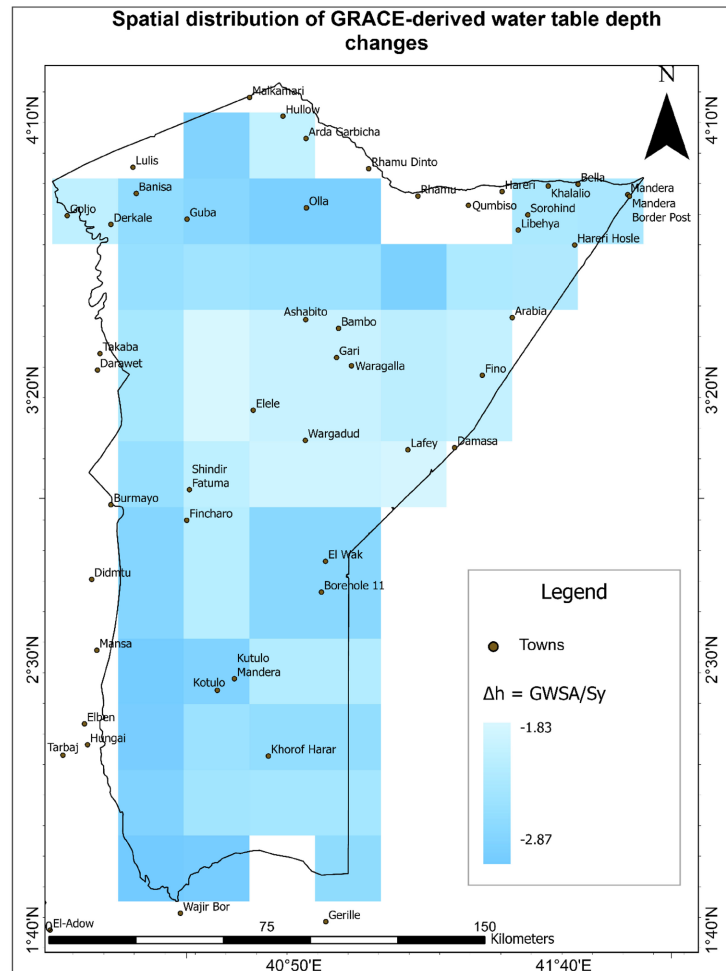 Spatial distribution of GRACE-derived water table depth
changes
N
4°10'N
4°10'N
Malkamari
Hullow
Arda Garbicha
Lulis
Rhamu Dinto
Banisa
Rhamu
Hareri
Bella
Khalalio
Mandera
Goljo
Derkale
Guba
Olla
Qumbiso
Sorohind
Mandera
Border Post
Libehya
Hareri Hosle
Ashabito
Bambo
Arabia
Takaba
Darawet
Gari
Waragalla
Fino
3°20'N
3°20'N
Elele
Wargadud
Lafey
Damasa
Shindir
Fatuma
Burmayo
Fincharo
El Wak
Didmtu
Borehole 11
Legend
Towns
Δh = GWSA/Sy
-1.83
-2.87
Mansa
Kutulo
Mandera
Kotulo
2°30'N
2°30'N
Elben
Hungai
Tarbaj
Khorof Harar
Wajir Bor
Gerille
El-Adow
1°40'N
1°40'N
0
75
150
Kilometers
40°50'E
41°40'E